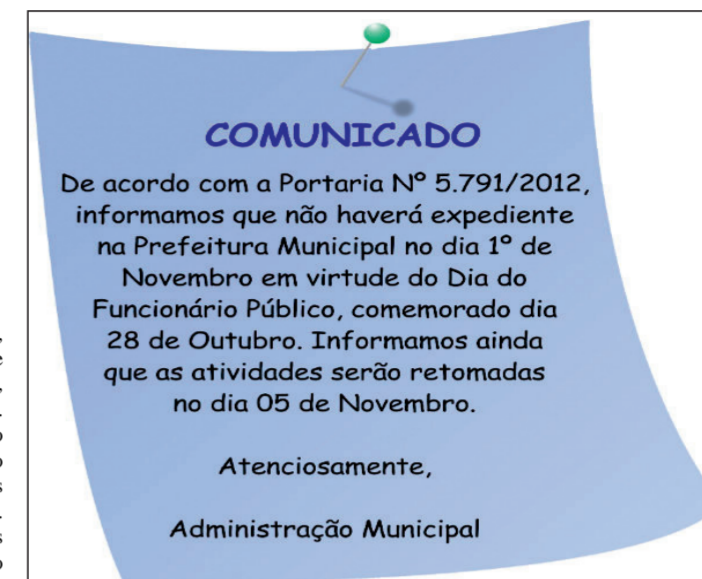 COMUNICADO
De acordo com a Portaria Nº 5.791/2012,
informamos que não haverá expediente
na Prefeitura Municipal no dia 1º de
Novembro em virtude do Dia do
Funcionário Público, comemorado dia
28 de Outubro. Informamos ainda
que as atividades serão retomadas
no dia 05 de Novembro.
Atenciosamente,
Administração Municipal